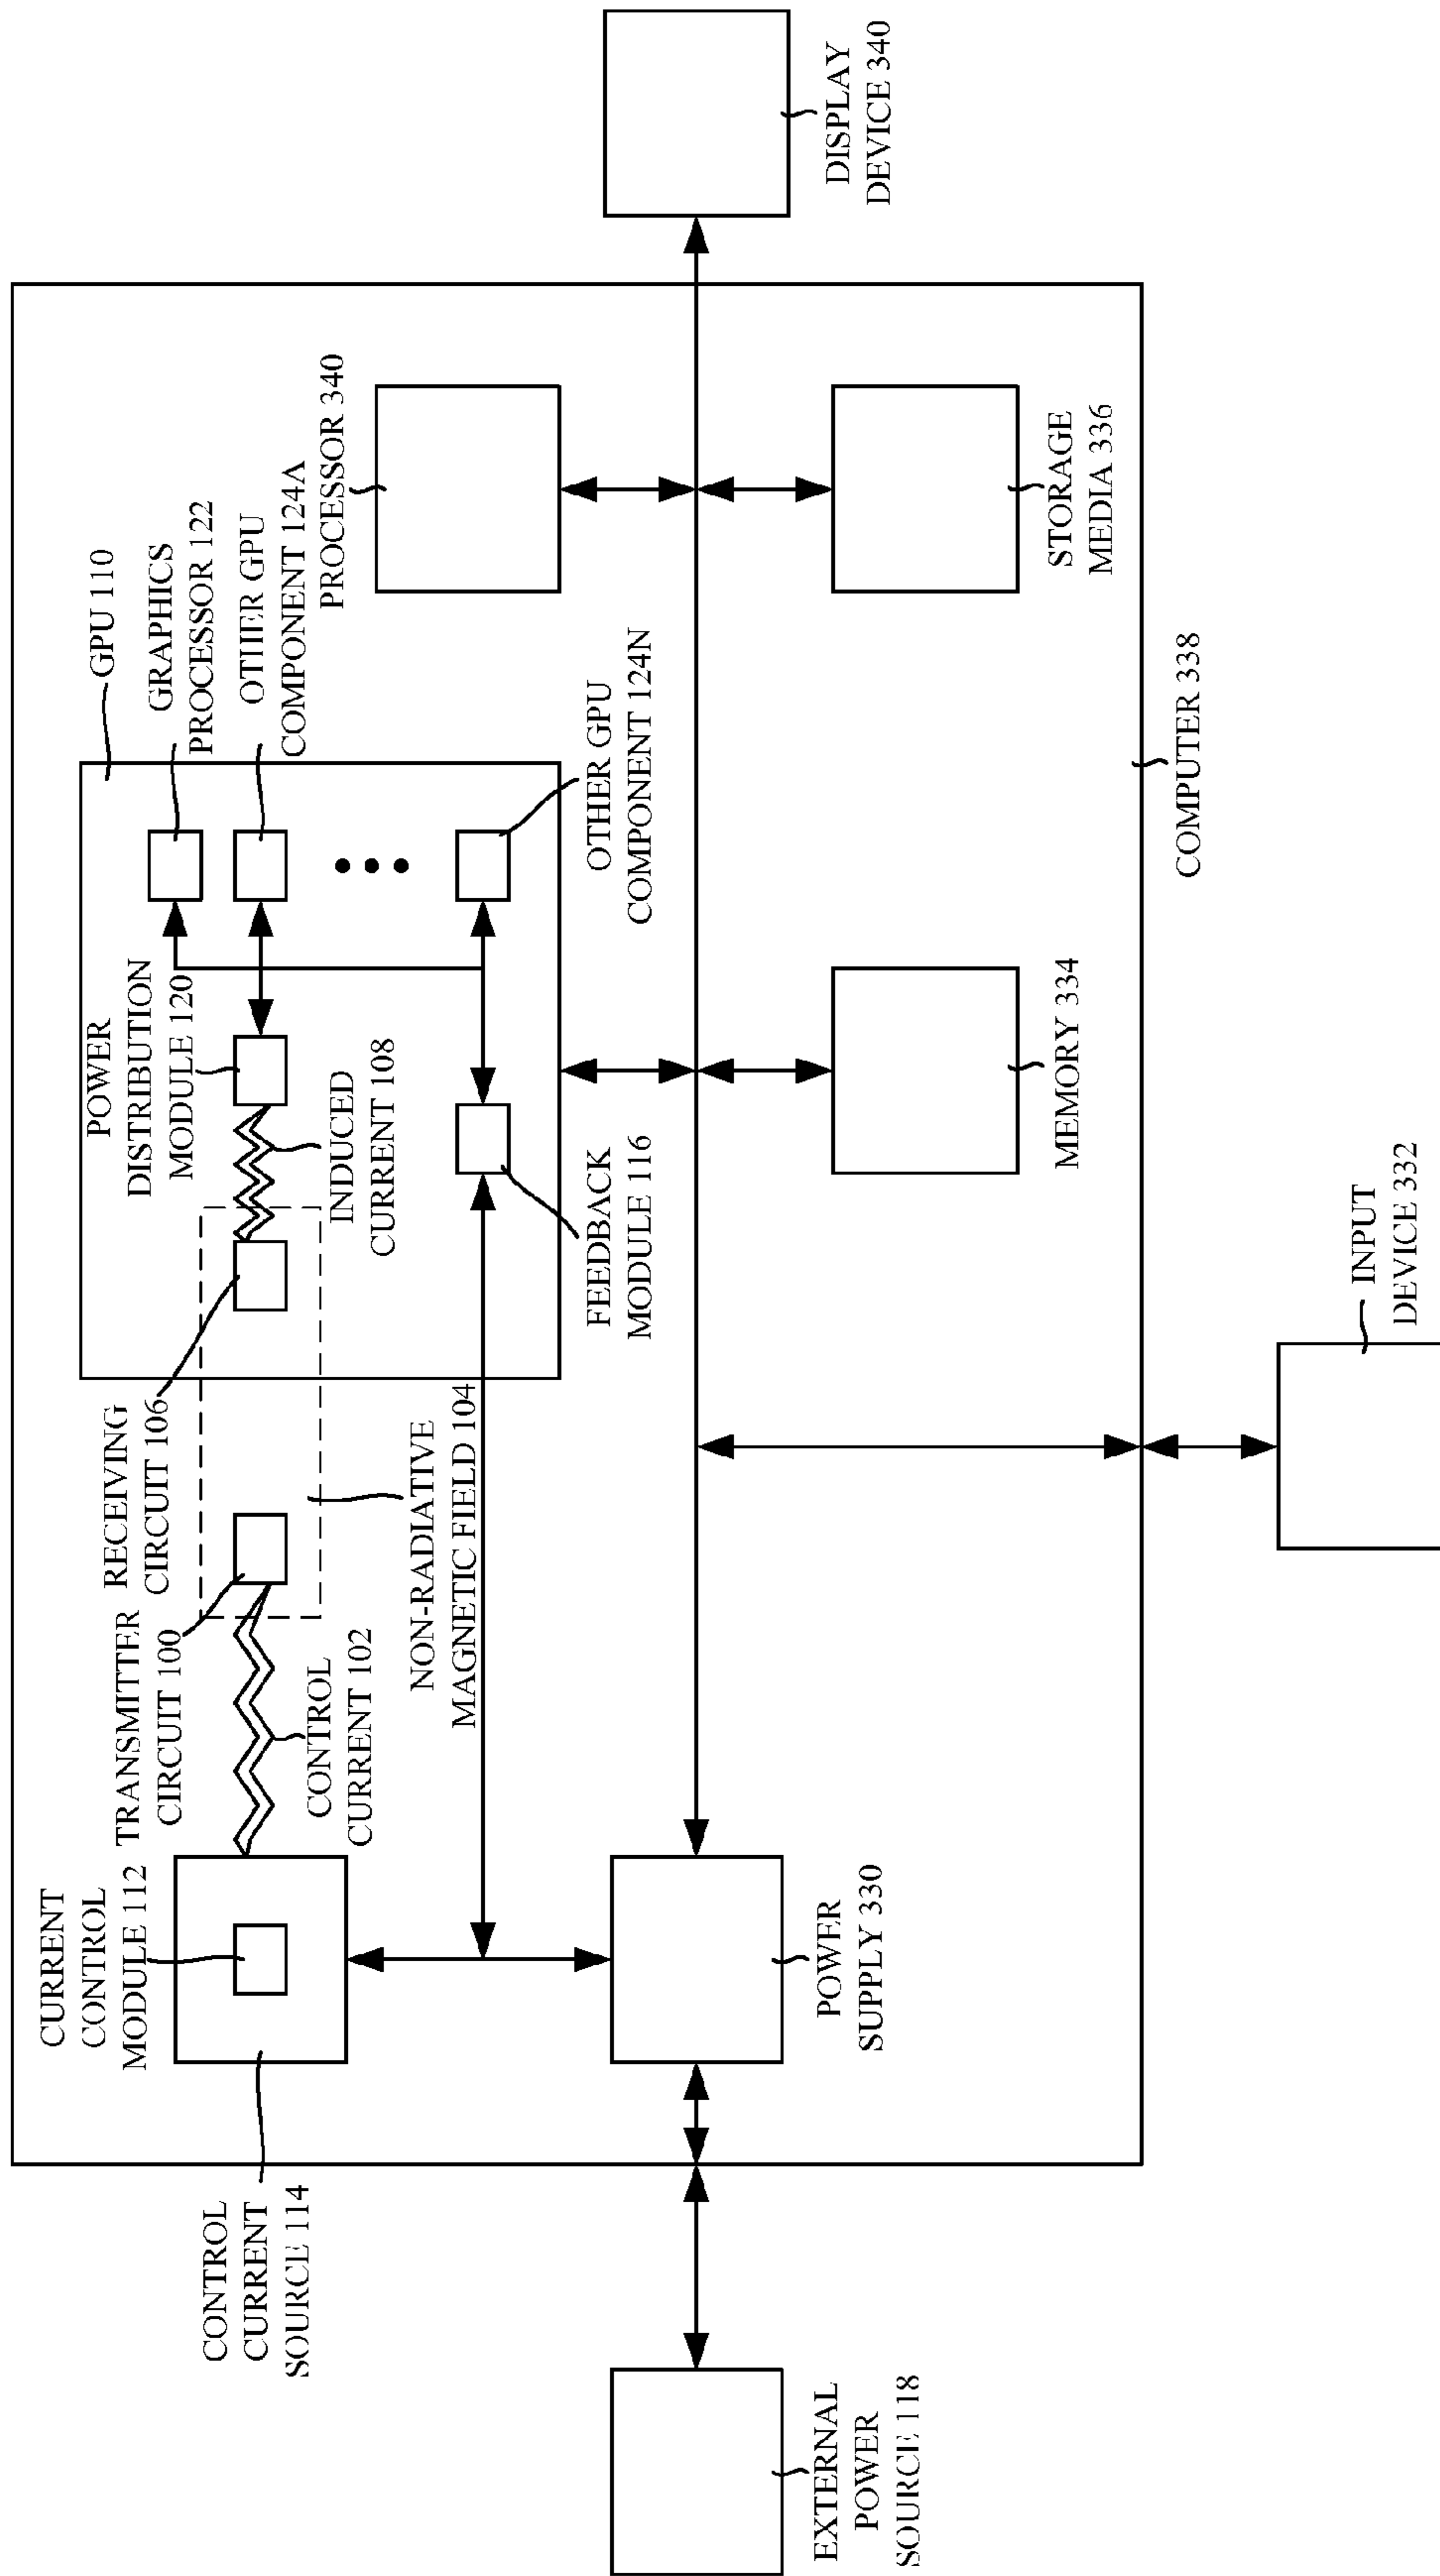 CURRENT
CONTROL
MODULE 112
TRANSMITTER
CIRCUIT 100
RECEIVING
CIRCUIT 106
POWER
DISTRIBUTION
MODULE 120
GPU 110
GRAPHICS
PROCESSOR 122
OTHER GPU
COMPONENT 124A
PROCESSOR 340
CONTROL
CURRENT
SOURCE 114
CONTROL
CURRENT 102
NON-RADIATIVE
MAGNETIC FIELD 104
INDUCED
CURRENT 108
FEEDBACK
MODULE 116
OTHER GPU
COMPONENT 124N
EXTERNAL
POWER
SOURCE 118
POWER
SUPPLY 330
MEMORY 334
STORAGE
MEDIA 336
DISPLAY
DEVICE 340
COMPUTER 338
INPUT
DEVICE 332